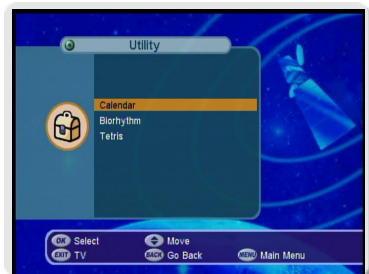 Utility
Calendar
Biorhythm
Tetris
OK Select Move
EXIT TV BACK Go Back MENU Main Menu